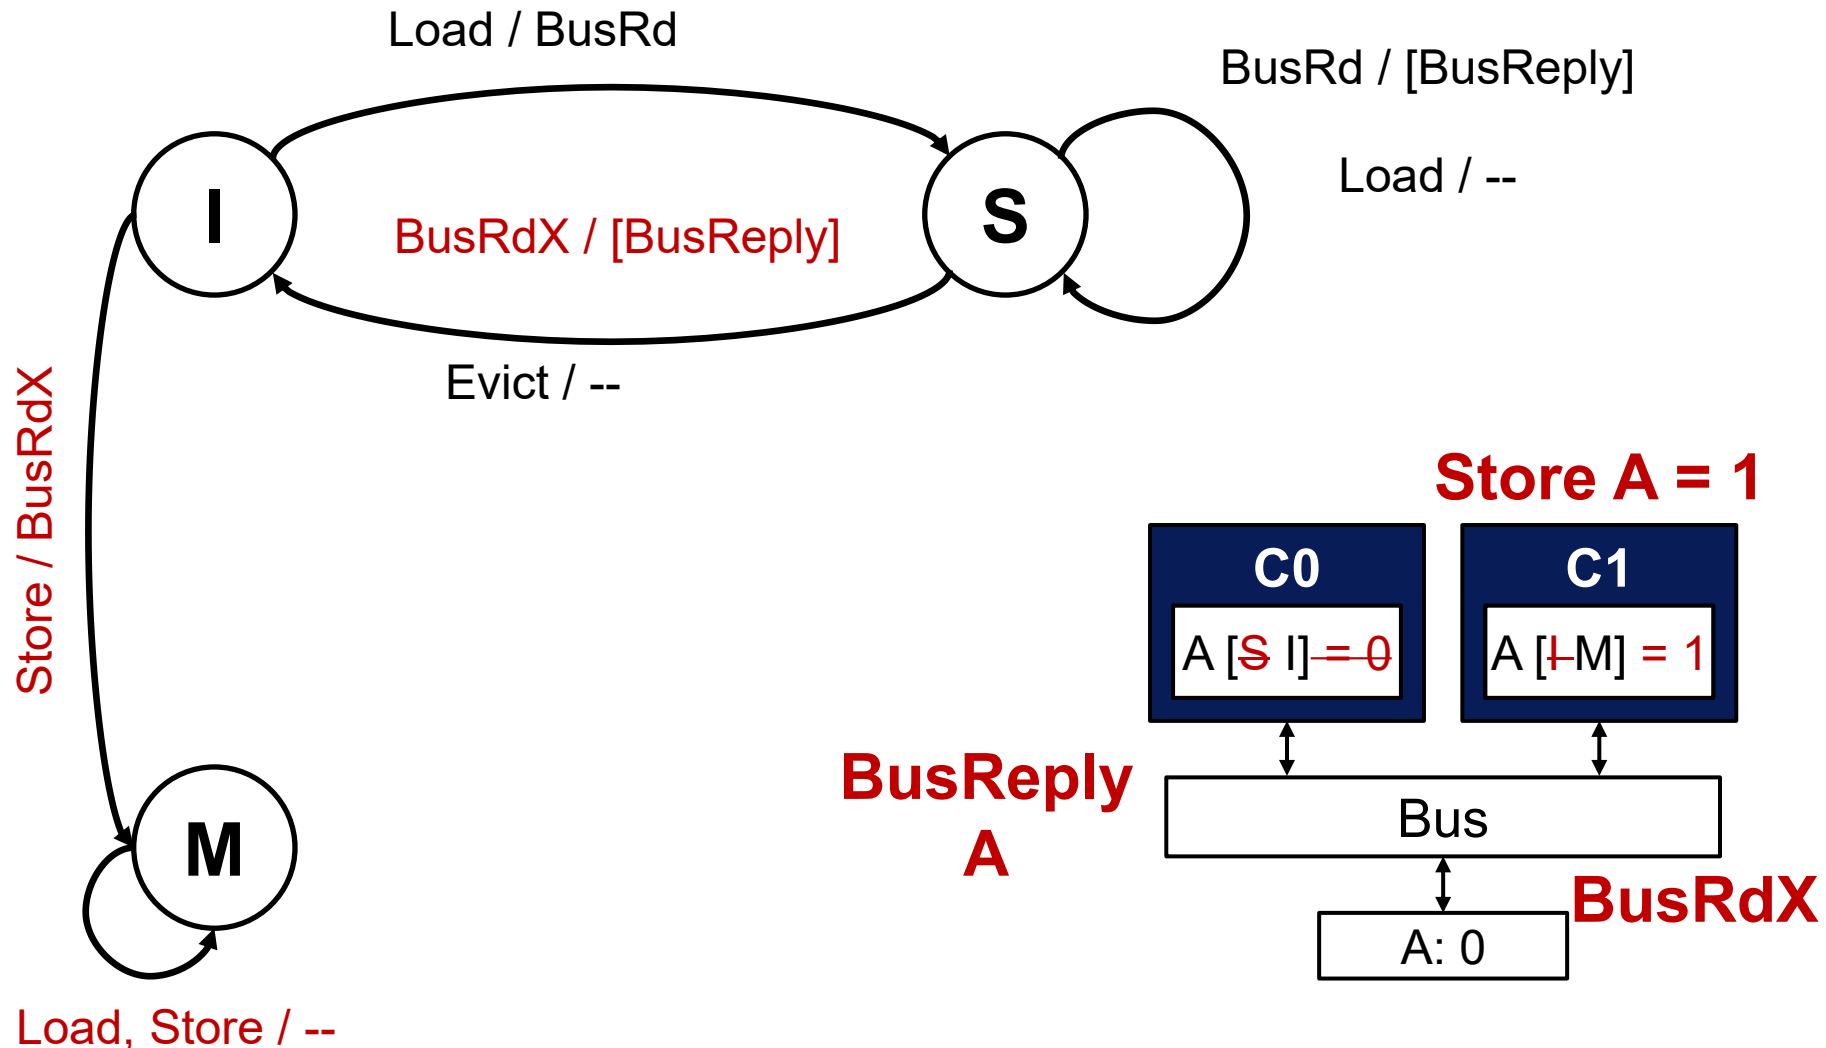 Load / BusRd
BusRd / [BusReply]
Load / --
I
S
BusRdX / [BusReply]
Evict / --
Store / BusRdX
Store A = 1
C0
C1
A [S I] = 0
A [I M] = 1
BusReply
A
Bus
M
BusRdX
A: 0
Load, Store / --